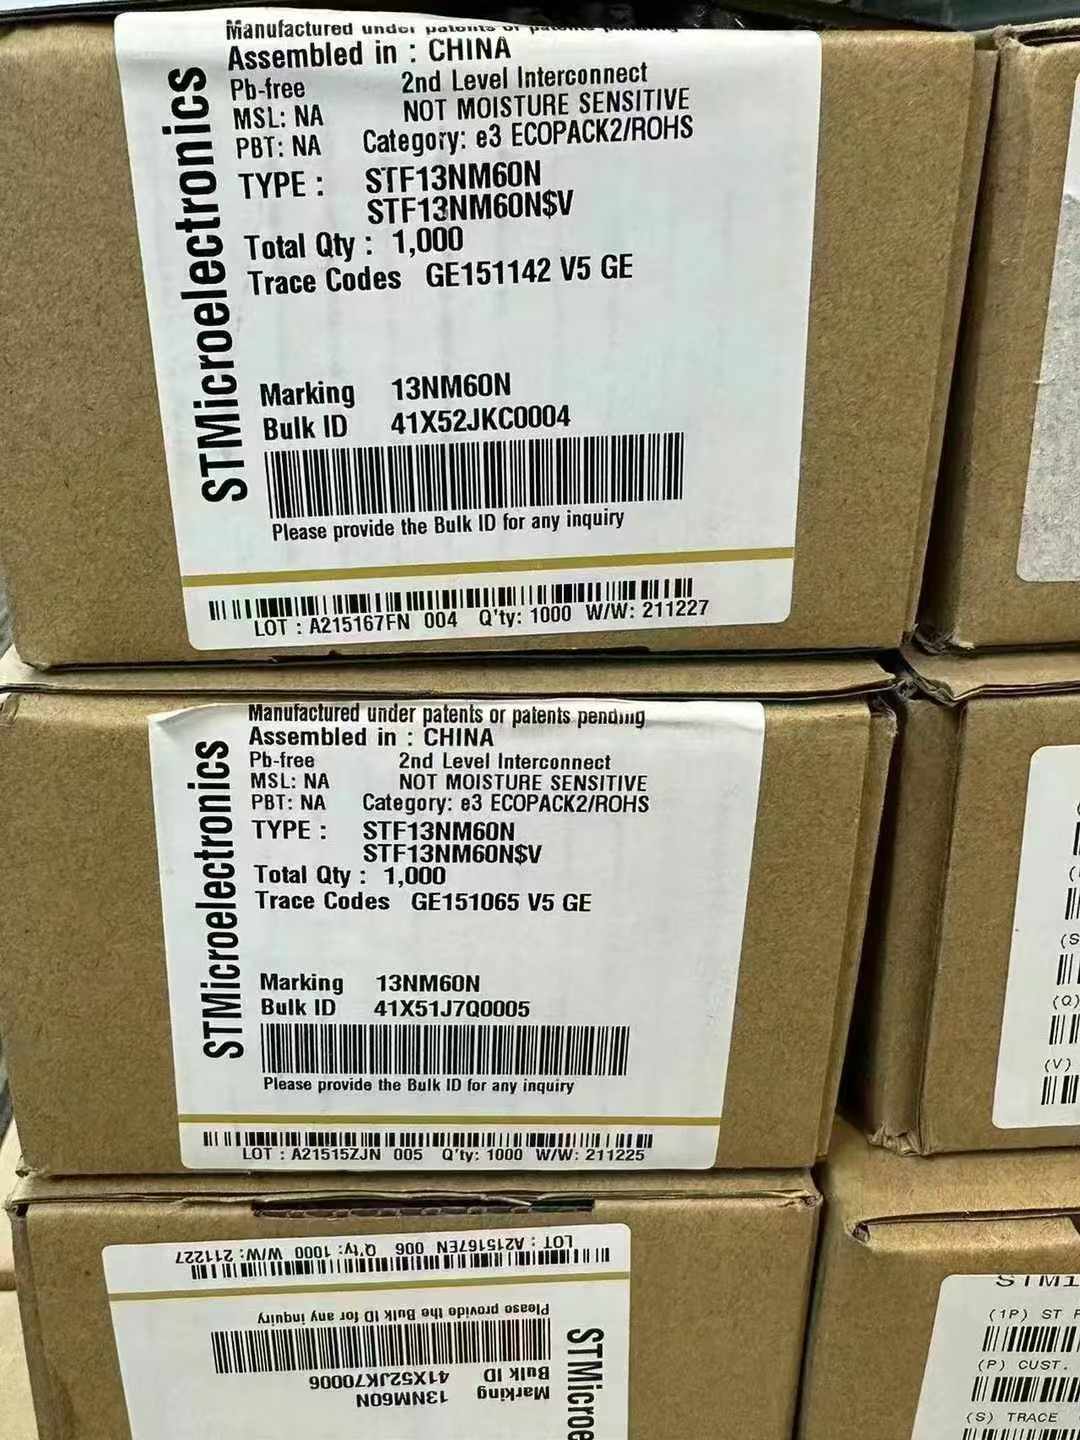 Manufactured under patents or patents pending
Assembled in : CHINA
Pb-free 2nd Level Interconnect
MSL: NA NOT MOISTURE SENSITIVE
PBT: NA Category: e3 ECOPACK2/ROHS
TYPE : STF13NM60N
STF13NM60N$V
Total Qty : 1,000
Trace Codes GE151142 V5 GE
Marking 13NM60N
Bulk ID 41X52JKC0004
Please provide the Bulk ID for any inquiry
LOT : A215167FN 004 Q'ty: 1000 W/W: 211227
STMicroelectronics
Manufactured under patents or patents pending
Assembled in : CHINA
Pb-free 2nd Level Interconnect
MSL: NA NOT MOISTURE SENSITIVE
PBT: NA Category: e3 ECOPACK2/ROHS
TYPE : STF13NM60N
STF13NM60N$V
Total Qty : 1,000
Trace Codes GE151065 V5 GE
Marking 13NM60N
Bulk ID 41X51J7Q0005
Please provide the Bulk ID for any inquiry
LOT : A21515ZJN 005 Q'ty: 1000 W/W: 211225
STMicroelectronics
(Q)
(V)
Marking 13NM60N
Bulk ID 41X52JK70006
Please provide the Bulk ID for any inquiry
LOT : A215167EN 006 Q'ty: 1000 W/W: 211227
STMicroe
(1P) ST
(P) CUST.
(S) TRACE